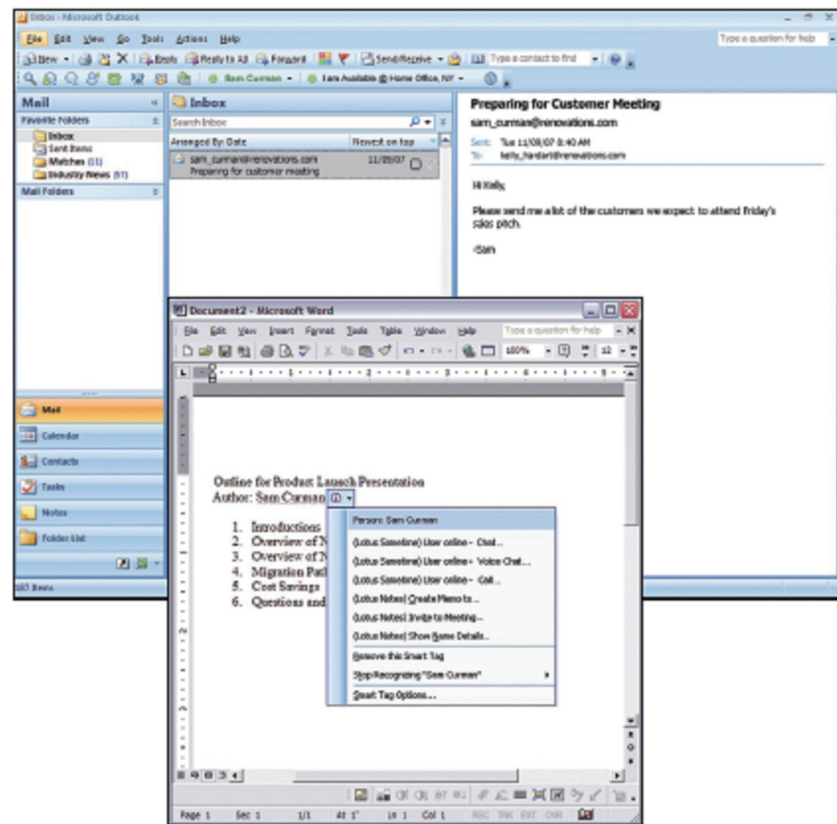 Inbox - Microsoft Outlook
File Edit View Go Tools Actions Help
Type a question for help
New Reply Reply to All Forward Send/Receive Type a contact to find
Sam Curman I am Available @ Home Office, NY
Mail
Favorite Folders
Inbox
Sent Items
Matches (11)
Industry News (57)
Mail Folders
Mail
Calendar
Contacts
Tasks
Notes
Folder List
Items
Inbox
Search Inbox
Arranged By: Date Newest on top
sam_curman@renovations.com 11/09/07
Preparing for customer meeting
Preparing for Customer Meeting
sam_curman@renovations.com
Sent: Tue 11/09/07 8:40 AM
To: kelly_hardart@renovations.com
Hi Kelly,
Please send me a list of the customers we expect to attend Friday's
sales pitch.
-Sam
Document2 - Microsoft Word
File Edit View Insert Format Tools Table Window Help
Type a question for help
100% 12
Outline for Product Launch Presentation
Author: Sam Curman
1. Introductions
2. Overview of N
3. Overview of N
4. Migration Path
5. Cost Savings
6. Questions and
Person: Sam Curman
(Lotus Sametime) User online - Chat...
(Lotus Sametime) User online - Voice Chat...
(Lotus Sametime) User online - Call...
(Lotus Notes) Create Memo to...
(Lotus Notes) Invite to Meeting...
(Lotus Notes) Show Name Details...
Remove this Smart Tag
Stop Recognizing "Sam Curman"
Smart Tag Options...
Page 1 Sec 1 1/1 At 1" Ln 1 Col 1 REC TRK EXT OVR